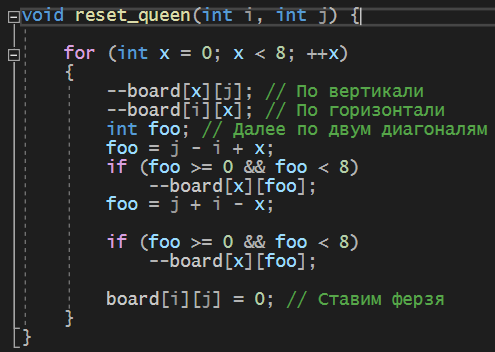 void reset_queen(int i, int j) {
for (int x = 0; x < 8; ++x)
{
--board[x][j]; // По вертикали
--board[i][x]; // По горизонтали
int foo; // Далее по двум диагоналям
foo = j - i + x;
if (foo >= 0 && foo < 8)
--board[x][foo];
foo = j + i - x;
if (foo >= 0 && foo < 8)
--board[x][foo];
board[i][j] = 0; // Ставим ферзя
}
}